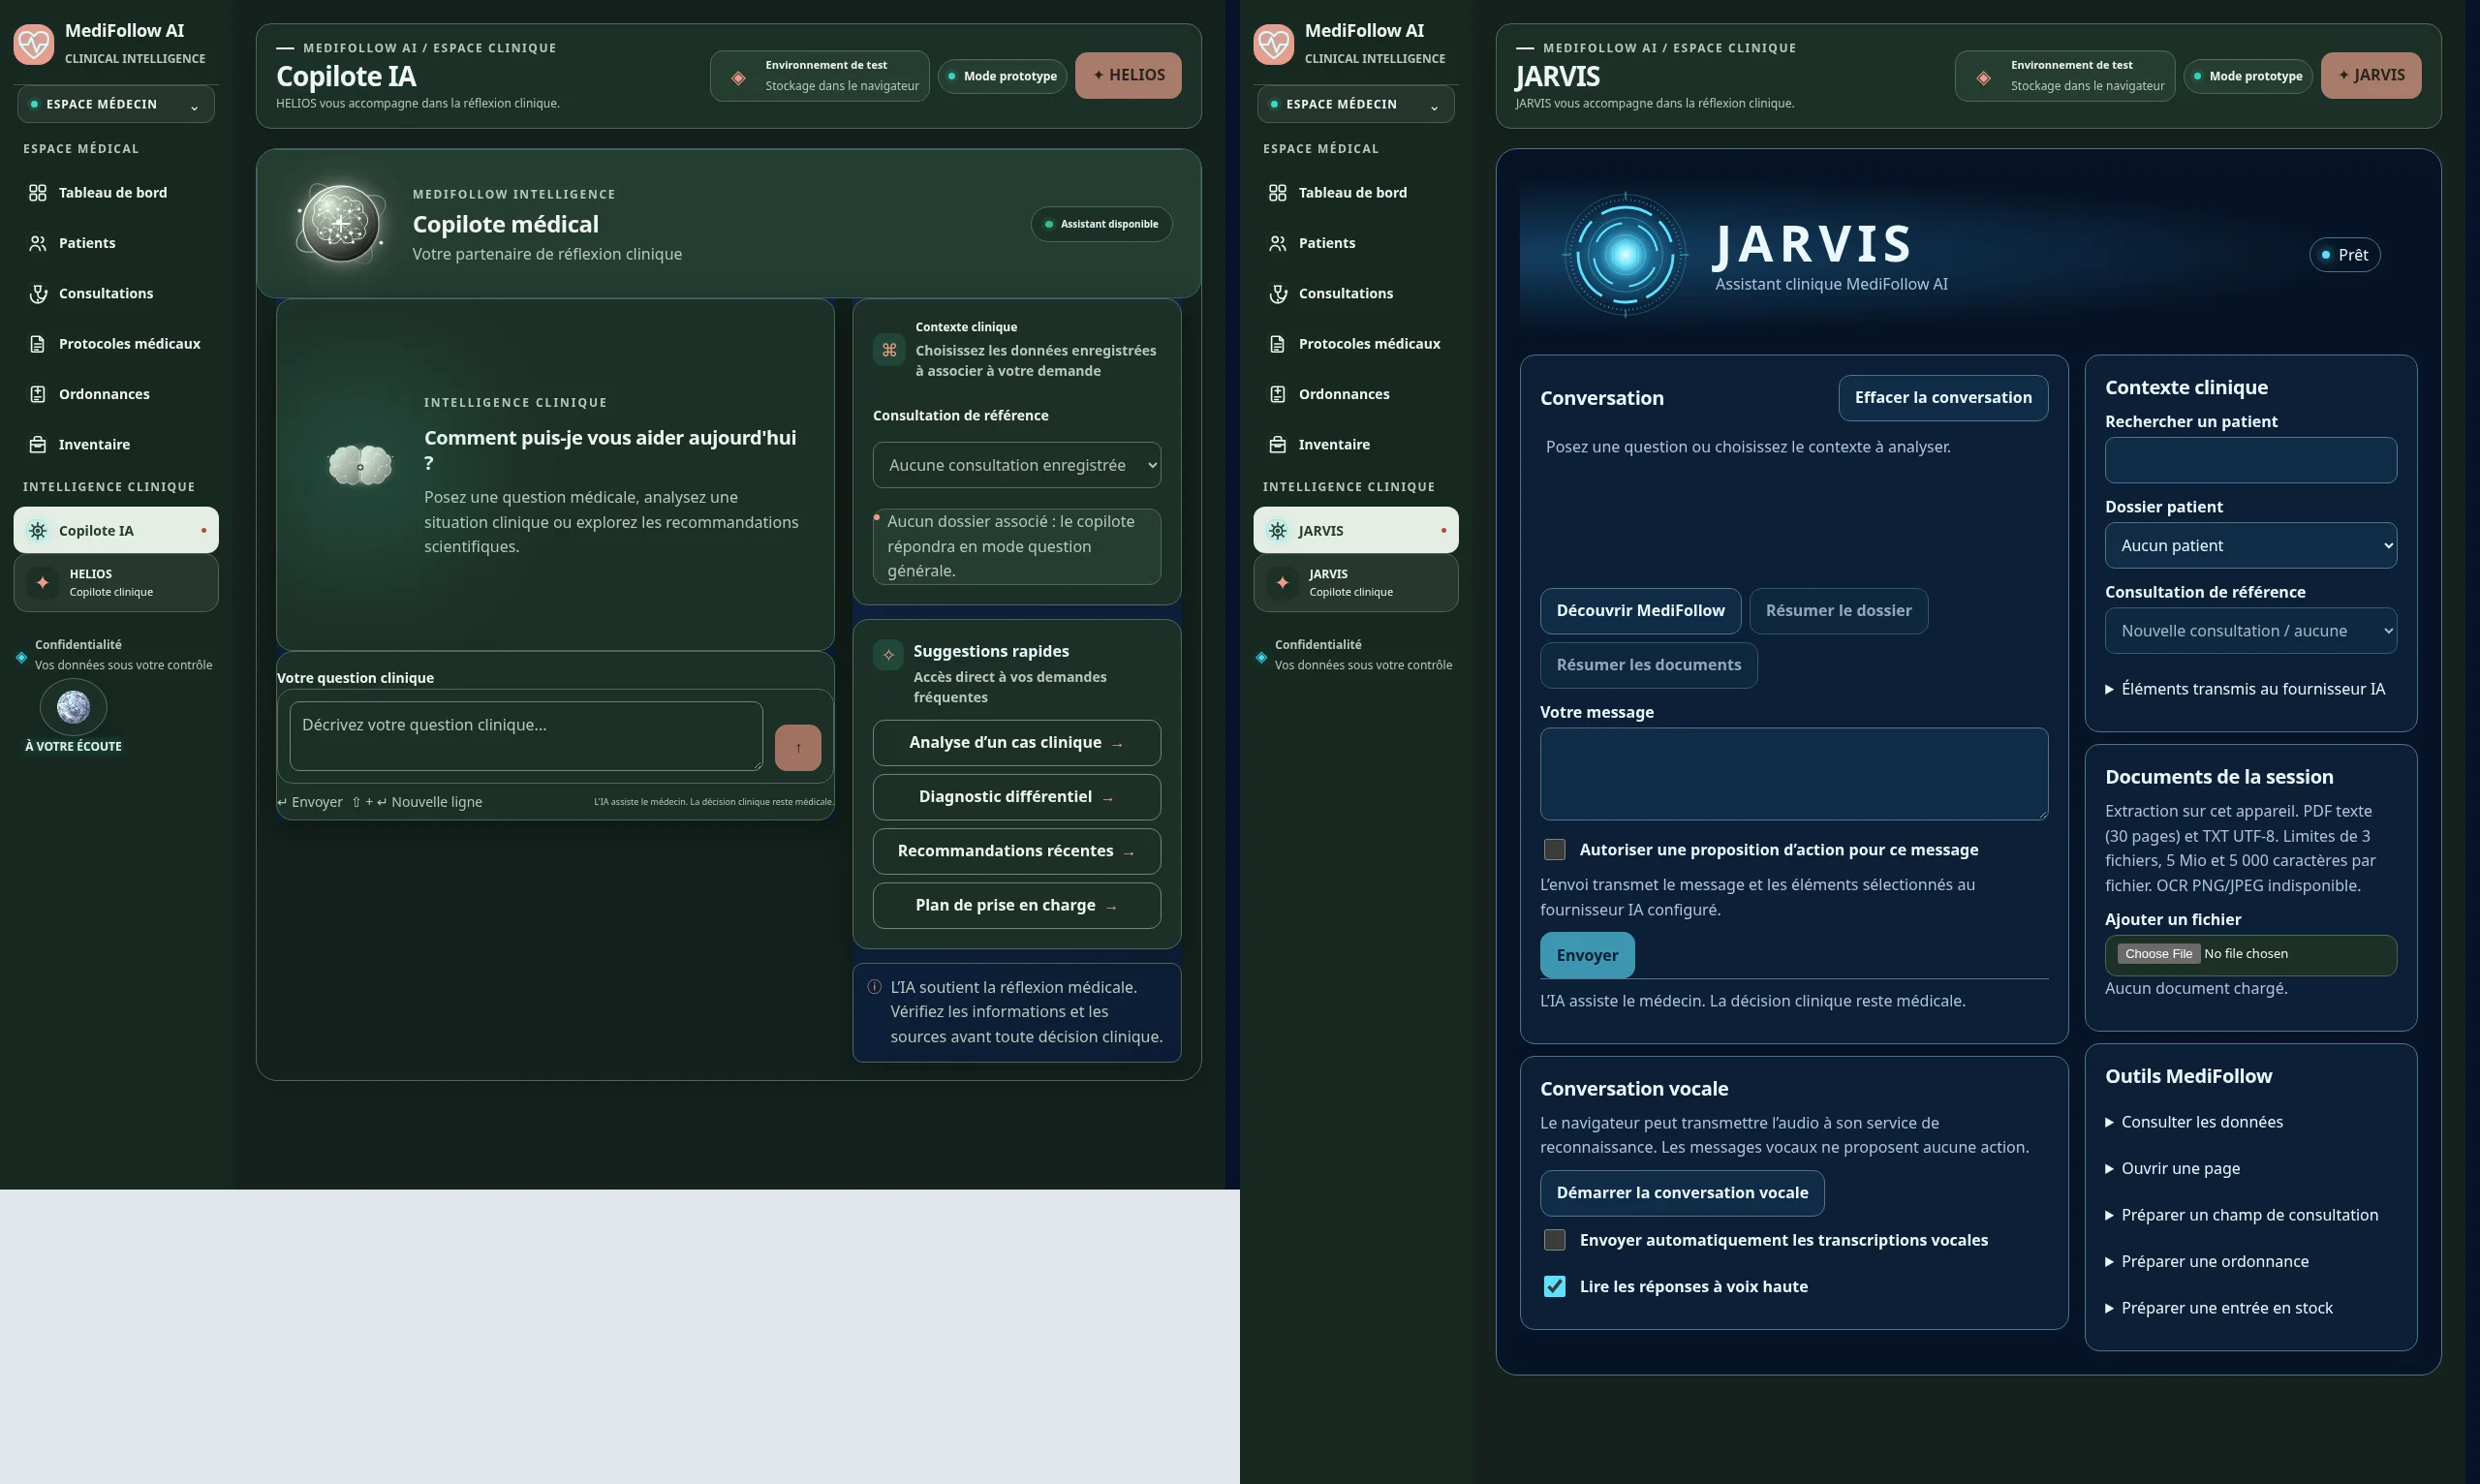 MediFollow AI
CLINICAL INTELLIGENCE
ESPACE MÉDECIN
ESPACE MÉDICAL
Tableau de bord
Patients
Consultations
Protocoles médicaux
Ordonnances
Inventaire
INTELLIGENCE CLINIQUE
Copilote IA
HELIOS
Copilote clinique
Confidentialité
Vos données sous votre contrôle
À VOTRE ÉCOUTE
MEDIFOLLOW AI / ESPACE CLINIQUE
Copilote IA
HELIOS vous accompagne dans la réflexion clinique.
Environnement de test
Stockage dans le navigateur
Mode prototype
✦ HELIOS
MEDIFOLLOW INTELLIGENCE
Copilote médical
Votre partenaire de réflexion clinique
Assistant disponible
INTELLIGENCE CLINIQUE
Comment puis-je vous aider aujourd'hui
?
Posez une question médicale, analysez une
situation clinique ou explorez les recommandations
scientifiques.
Votre question clinique
Décrivez votre question clinique...
↑
↵ Envoyer ⇧ + ↵ Nouvelle ligne
L'IA assiste le médecin. La décision clinique reste médicale.
Contexte clinique
Choisissez les données enregistrées
à associer à votre demande
Consultation de référence
Aucune consultation enregistrée
Aucun dossier associé : le copilote
répondra en mode question
générale.
Suggestions rapides
Accès direct à vos demandes
fréquentes
Analyse d’un cas clinique →
Diagnostic différentiel →
Recommandations récentes →
Plan de prise en charge →
L’IA soutient la réflexion médicale.
Vérifiez les informations et les
sources avant toute décision clinique.
MediFollow AI
CLINICAL INTELLIGENCE
ESPACE MÉDECIN
ESPACE MÉDICAL
Tableau de bord
Patients
Consultations
Protocoles médicaux
Ordonnances
Inventaire
INTELLIGENCE CLINIQUE
JARVIS
JARVIS
Copilote clinique
Confidentialité
Vos données sous votre contrôle
MEDIFOLLOW AI / ESPACE CLINIQUE
JARVIS
JARVIS vous accompagne dans la réflexion clinique.
Environnement de test
Stockage dans le navigateur
Mode prototype
✦ JARVIS
JARVIS
Assistant clinique MediFollow AI
Prêt
Conversation
Effacer la conversation
Posez une question ou choisissez le contexte à analyser.
Découvrir MediFollow
Résumer le dossier
Résumer les documents
Votre message
Autoriser une proposition d’action pour ce message
L’envoi transmet le message et les éléments sélectionnés au
fournisseur IA configuré.
Envoyer
L’IA assiste le médecin. La décision clinique reste médicale.
Conversation vocale
Le navigateur peut transmettre l’audio à son service de
reconnaissance. Les messages vocaux ne proposent aucune action.
Démarrer la conversation vocale
Envoyer automatiquement les transcriptions vocales
Lire les réponses à voix haute
Contexte clinique
Rechercher un patient
Dossier patient
Aucun patient
Consultation de référence
Nouvelle consultation / aucune
Éléments transmis au fournisseur IA
Documents de la session
Extraction sur cet appareil. PDF texte
(30 pages) et TXT UTF-8. Limites de 3
fichiers, 5 Mio et 5 000 caractères par
fichier. OCR PNG/JPEG indisponible.
Ajouter un fichier
Choose File No file chosen
Aucun document chargé.
Outils MediFollow
Consulter les données
Ouvrir une page
Préparer un champ de consultation
Préparer une ordonnance
Préparer une entrée en stock